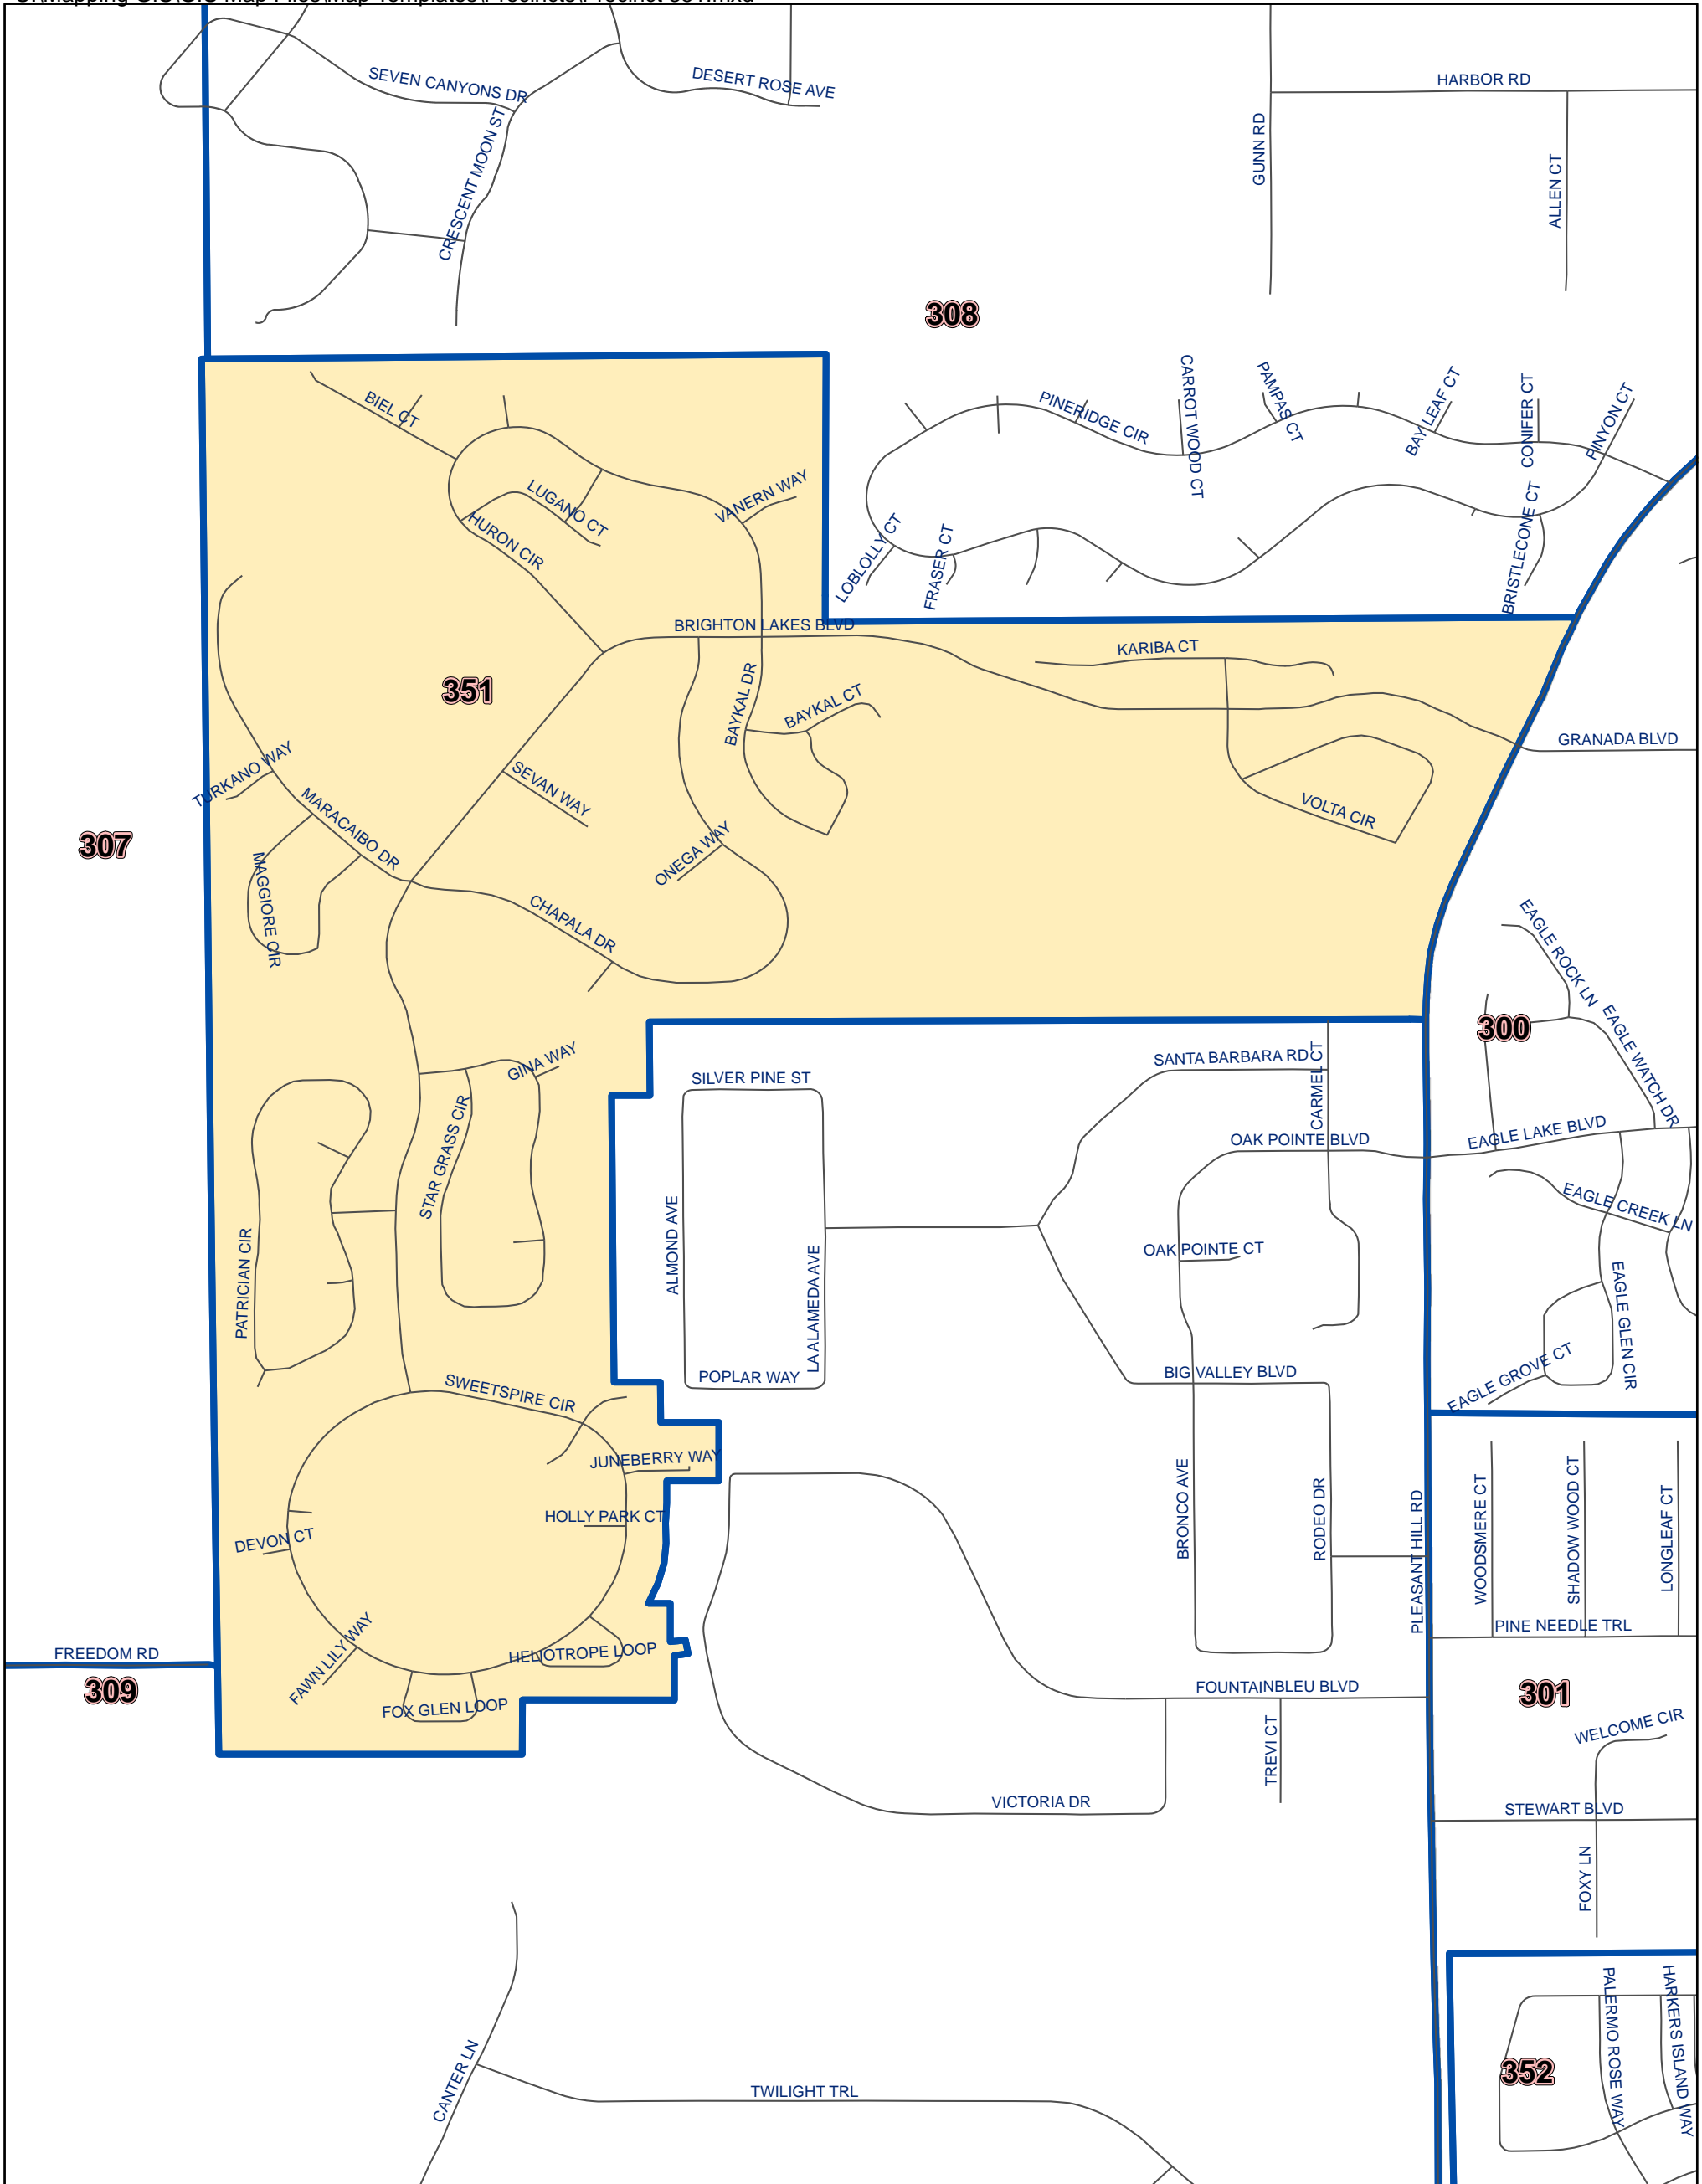 SEVEN CANYONS DR
DESERT ROSE AVE
HARBOR RD
CRESCENT MOON ST
GUNN RD
ALLEN CT
308
BIEL CT
LUGANO CT
HURON CIR
VANERN WAY
PINERIDGE CIR
CARROT WOOD CT
PAMPAS CT
BAY LEAF CT
CONIFER CT
PINYON CT
LOBLOLLY CT
FRASER CT
BRISTLECONE CT
BRIGHTON LAKES BLVD
KARIBA CT
351
BAYKAL DR
BAYKAL CT
GRANADA BLVD
TURKANO WAY
MARACAIBO DR
SEVAN WAY
VOLTA CIR
307
MAGGIORE CIR
ONEGA WAY
CHAPALA DR
EAGLE ROCK LN
300
EAGLE WATCH DR
GINA WAY
SILVER PINE ST
SANTA BARBARA RD
CARMEL CT
STAR GRASS CIR
OAK POINTE BLVD
EAGLE LAKE BLVD
EAGLE CREEK LN
PATRICIAN CIR
ALMOND AVE
LA ALAMEDA AVE
OAK POINTE CT
EAGLE GLEN CIR
POPLAR WAY
BIG VALLEY BLVD
EAGLE GROVE CT
SWEETSPIRE CIR
JUNEBERRY WAY
HOLLY PARK CT
DEVON CT
BRONCO AVE
RODEO DR
PLEASANT HILL RD
WOODSMERE CT
SHADOW WOOD CT
LONGLEAF CT
PINE NEEDLE TRL
FREEDOM RD
FAWN LILY WAY
HELIOTROPE LOOP
309
FOX GLEN LOOP
FOUNTAINBLEU BLVD
301
WELCOME CIR
TREVI CT
VICTORIA DR
STEWART BLVD
FOXY LN
PALERMO ROSE WAY
HARKERS ISLAND WAY
352
CANTER LN
TWILIGHT TRL